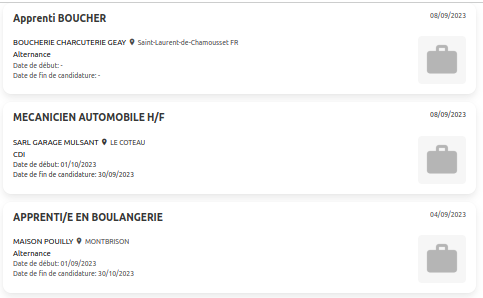 Apprenti BOUCHER
08/09/2023
BOUCHERIE CHARCUTERIE GEAY Saint-Laurent-de-Chamousset FR
Alternance
Date de début: -
Date de fin de candidature: -
MECANICIEN AUTOMOBILE H/F
08/09/2023
SARL GARAGE MULSANT LE COTEAU
CDI
Date de début: 01/10/2023
Date de fin de candidature: 30/09/2023
APPRENTI/E EN BOULANGERIE
04/09/2023
MAISON POUILLY MONTBRISON
Alternance
Date de début: 01/09/2023
Date de fin de candidature: 30/10/2023